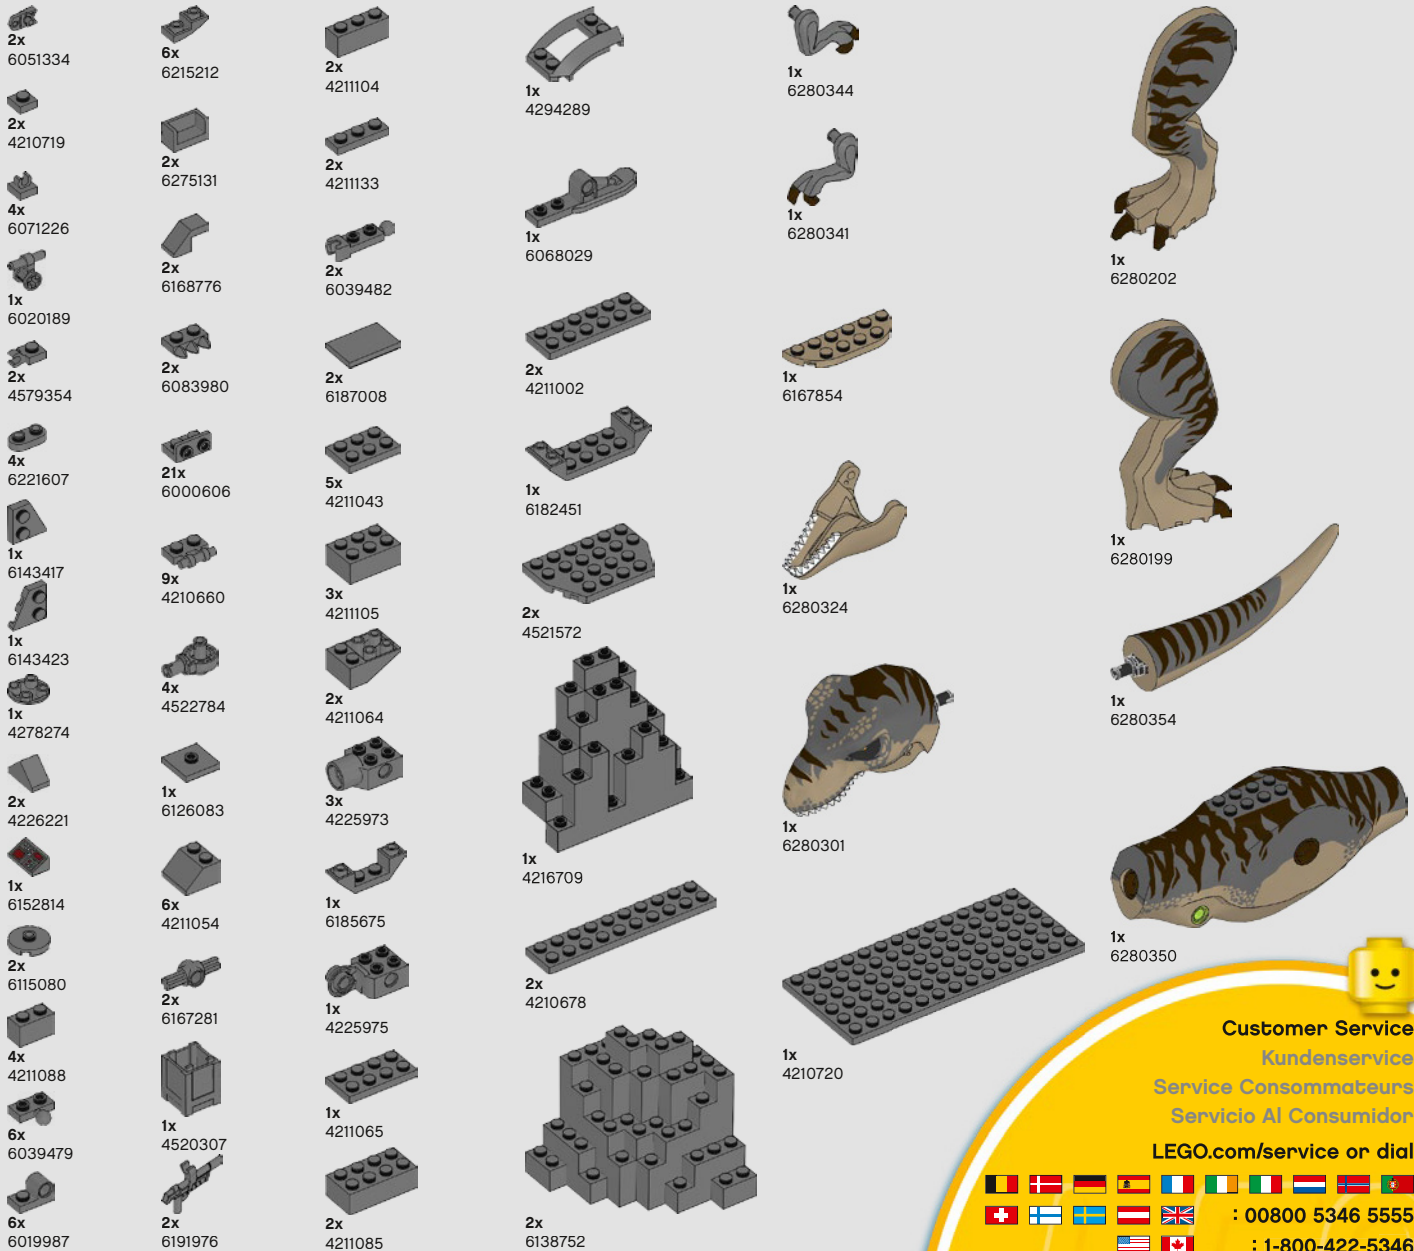 2x
6051334
2x
4210719
4x
6071226
1x
6020189
2x
4579354
4x
6221607
1x
6143417
1x
6143423
1x
4278274
2x
4226221
1x
6152814
2x
6115080
4x
4211088
6x
6039479
6x
6019987
6x
6215212
2x
6275131
2x
6168776
2x
6083980
21x
6000606
9x
4210660
4x
4522784
1x
6126083
6x
4211054
2x
6167281
1x
4520307
2x
6191976
2x
4211104
2x
4211133
2x
6039482
2x
6187008
5x
4211043
3x
4211105
2x
4211064
3x
4225973
1x
6185675
1x
4225975
1x
4211065
2x
4211085
1x
4294289
1x
6068029
2x
4211002
1x
6182451
2x
4521572
1x
4216709
2x
4210678
2x
6138752
1x
6280344
1x
6280341
1x
6167854
1x
6280324
1x
6280301
1x
4210720
1x
6280202
1x
6280199
1x
6280354
1x
6280350
Customer Service
Kundenservice
Service Consommateurs
Servicio Al Consumidor
LEGO.com/service or dial
: 00800 5346 5555
: 1-800-422-5346